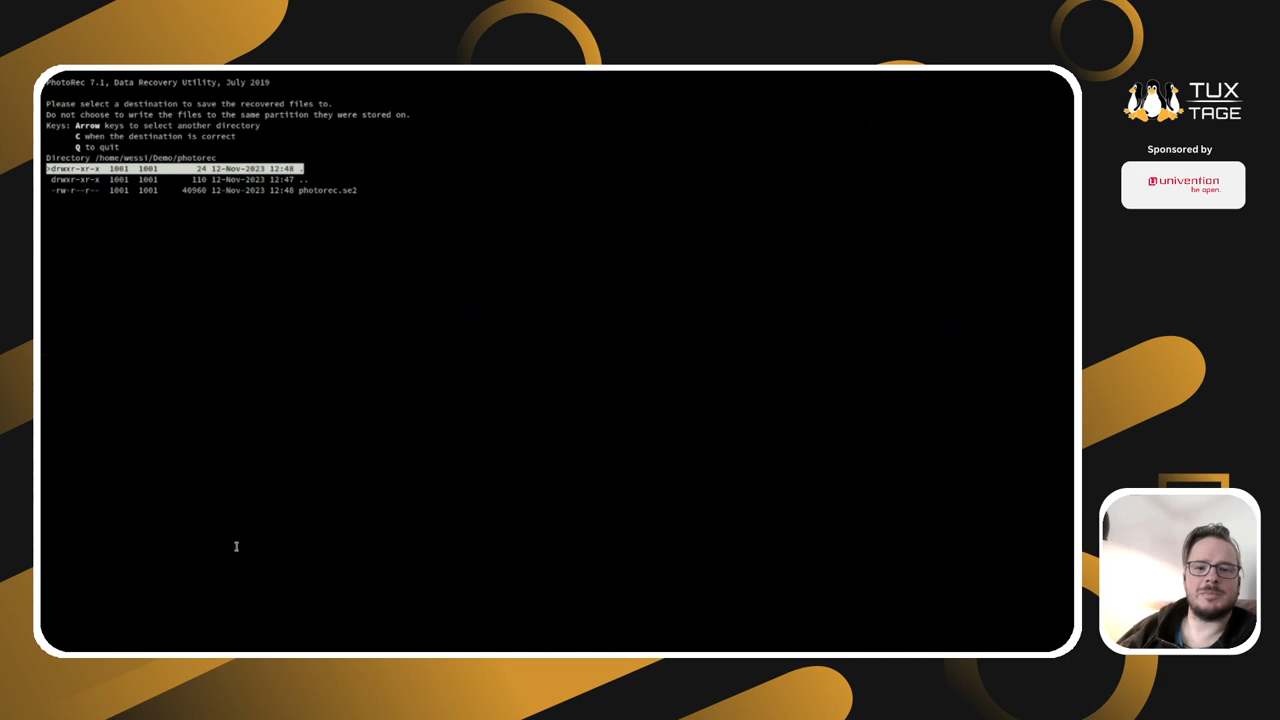 PhotoRec 7.1, Data Recovery Utility, July 2019
Please select a destination to save the recovered files to.
Do not choose to write the files to the same partition they were stored on.
Keys: Arrow keys to select another directory
C when the destination is correct
Q to quit
Directory /home/wessi/Demo/photorec
>drwxr-xr-x 1001 1001 24 12-Nov-2023 12:48 .
drwxr-xr-x 1001 1001 110 12-Nov-2023 12:47 ..
-rw-r--r-- 1001 1001 40960 12-Nov-2023 12:48 photorec.se2
TUX
TAGE
Sponsored by
univention
be open.